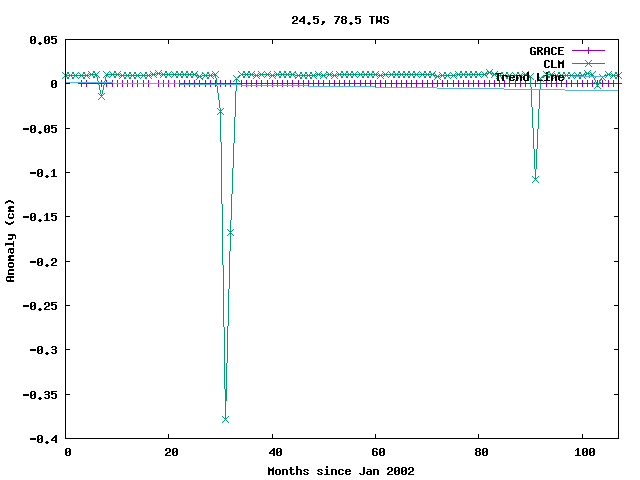 24.5, 78.5 TWS
0.05
0
-0.05
-0.1
-0.15
-0.2
-0.25
-0.3
-0.35
-0.4
Anomaly (cm)
GRACE
CLM
Trend Line
0 20 40 60 80 100
Months since Jan 2002